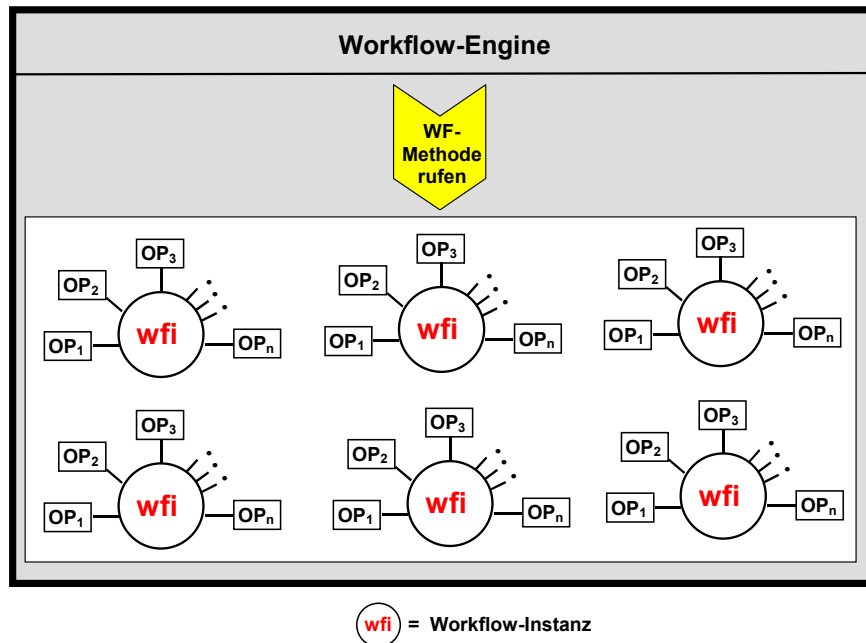 Workflow-Engine
WF-
Methode
rufen
OP₃
OP₂
wfi
OP₁
OPₙ
OP₃
OP₂
wfi
OP₁
OPₙ
OP₃
OP₂
wfi
OP₁
OPₙ
OP₃
OP₂
wfi
OP₁
OPₙ
OP₃
OP₂
wfi
OP₁
OPₙ
OP₃
OP₂
wfi
OP₁
OPₙ
wfi = Workflow-Instanz